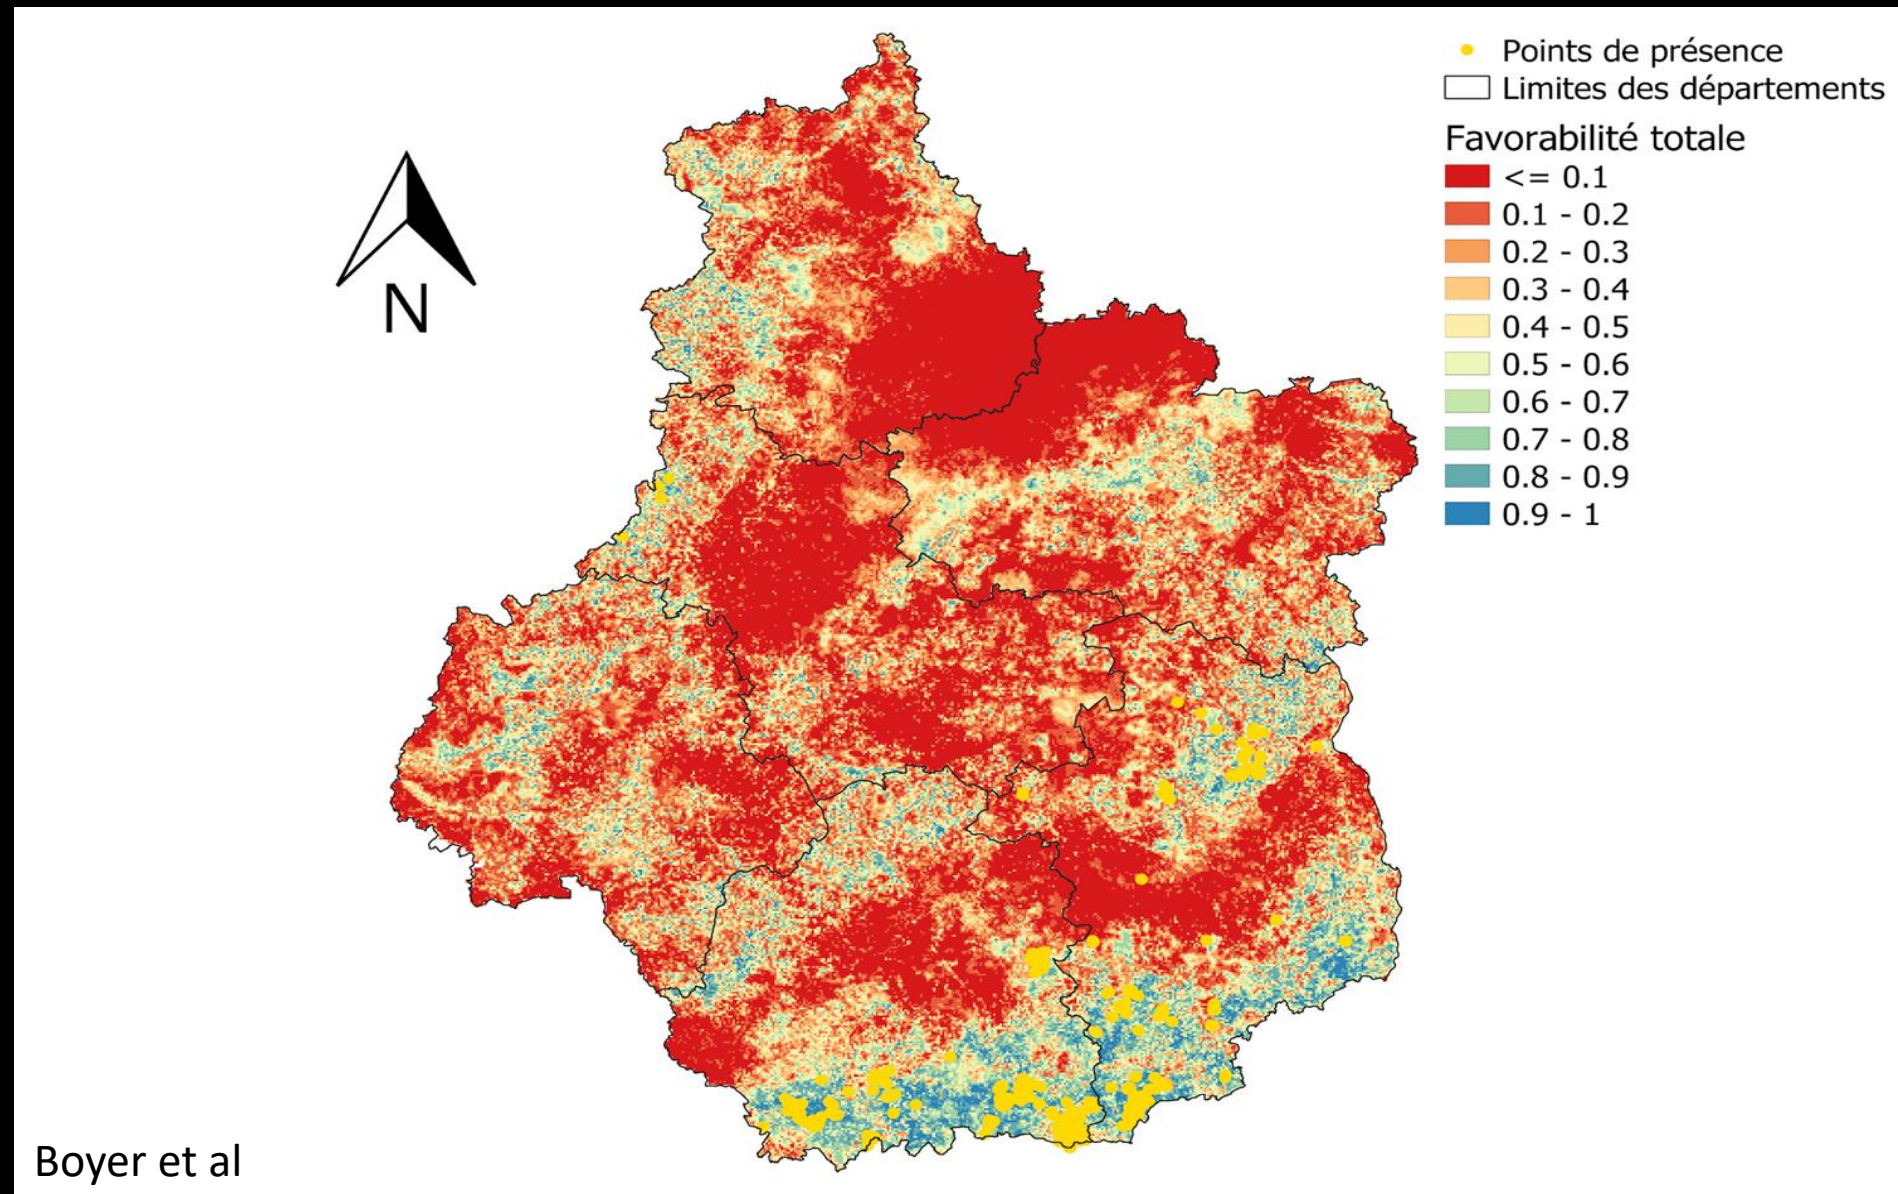 Points de présence
Limites des départements
Favorabilité totale
<= 0.1
0.1 - 0.2
0.2 - 0.3
0.3 - 0.4
0.4 - 0.5
0.5 - 0.6
0.6 - 0.7
0.7 - 0.8
0.8 - 0.9
0.9 - 1
N
Boyer et al